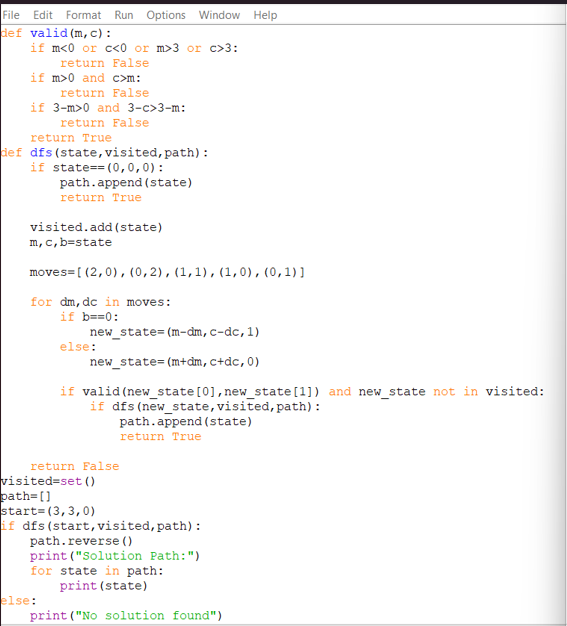 File Edit Format Run Options Window Help
def valid(m,c):
    if m<0 or c<0 or m>3 or c>3:
        return False
    if m>0 and c>m:
        return False
    if 3-m>0 and 3-c>3-m:
        return False
    return True
def dfs(state,visited,path):
    if state==(0,0,0):
        path.append(state)
        return True

    visited.add(state)
    m,c,b=state

    moves=[(2,0),(0,2),(1,1),(1,0),(0,1)]

    for dm,dc in moves:
        if b==0:
            new_state=(m-dm,c-dc,1)
        else:
            new_state=(m+dm,c+dc,0)

        if valid(new_state[0],new_state[1]) and new_state not in visited:
            if dfs(new_state,visited,path):
                path.append(state)
                return True

    return False
visited=set()
path=[]
start=(3,3,0)
if dfs(start,visited,path):
    path.reverse()
    print("Solution Path:")
    for state in path:
        print(state)
else:
    print("No solution found")